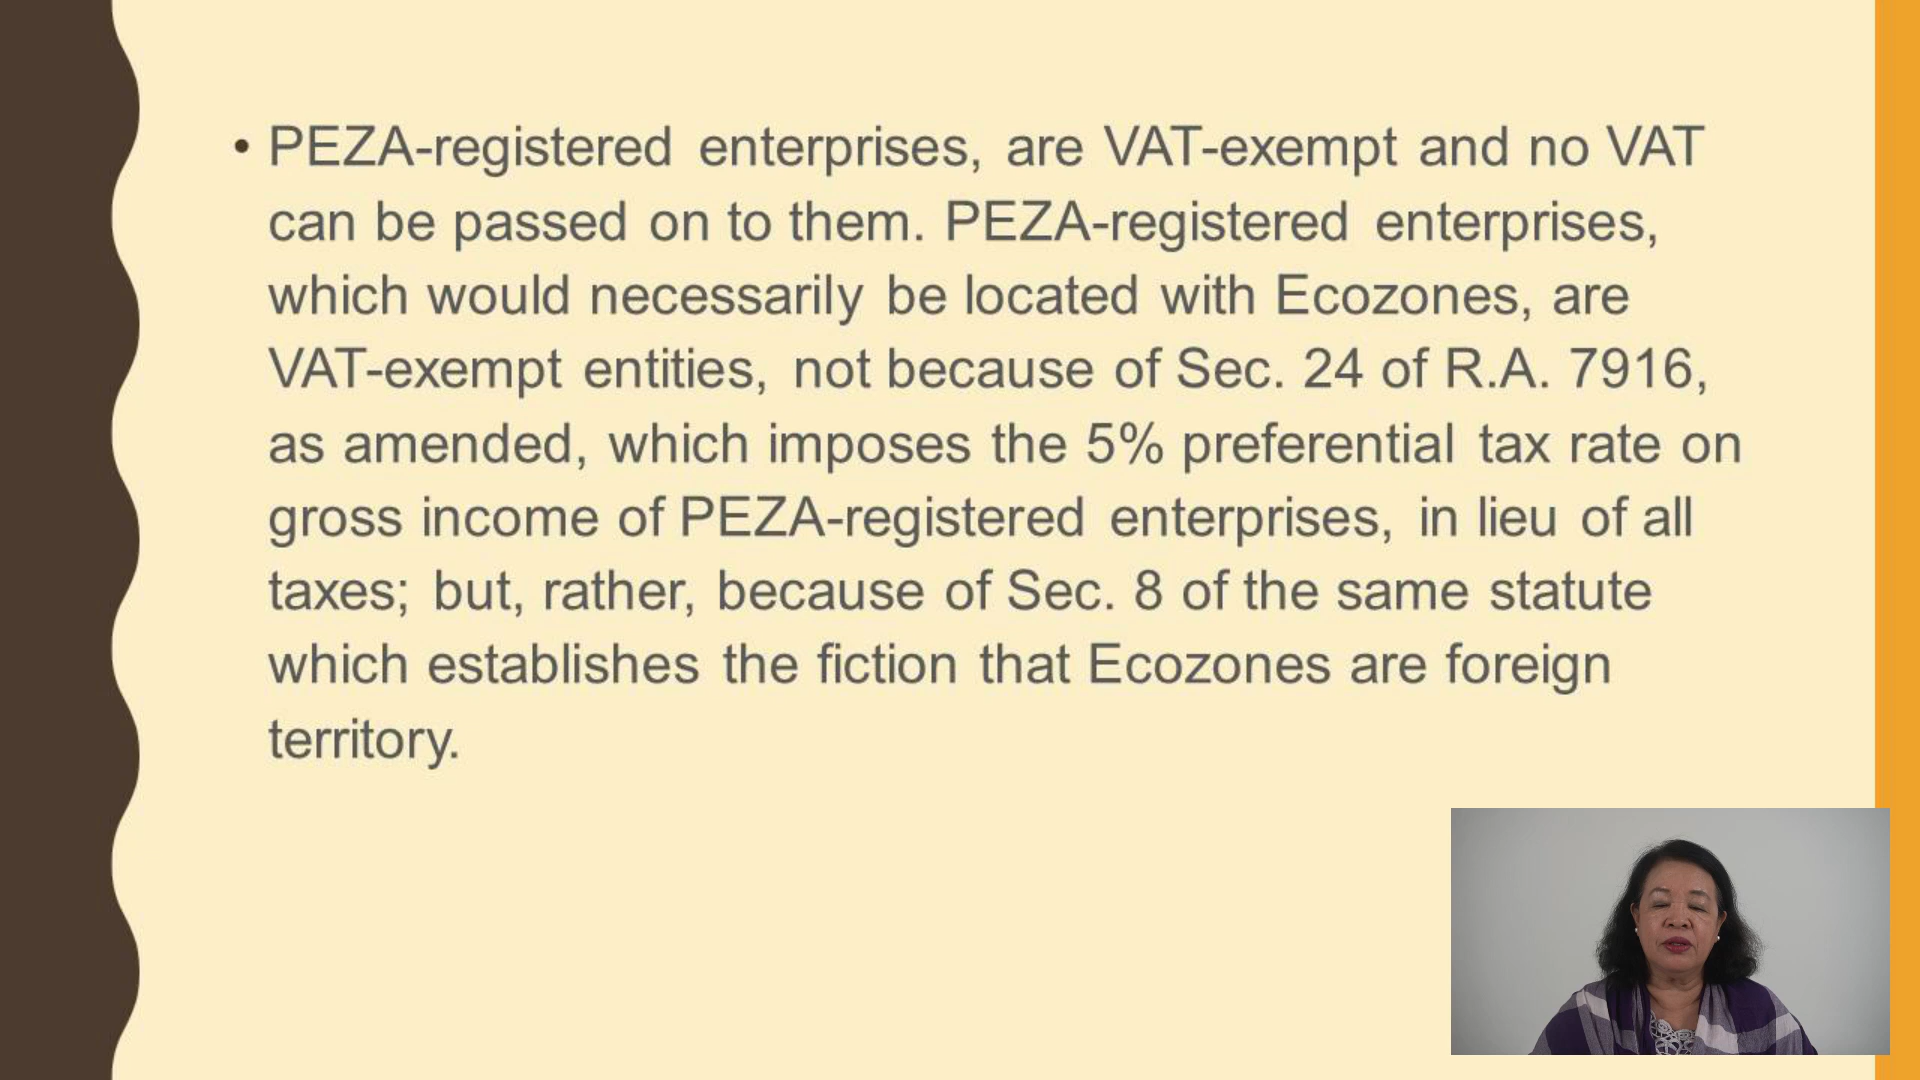 • PEZA-registered enterprises, are VAT-exempt and no VAT
can be passed on to them. PEZA-registered enterprises,
which would necessarily be located with Ecozones, are
VAT-exempt entities, not because of Sec. 24 of R.A. 7916,
as amended, which imposes the 5% preferential tax rate on
gross income of PEZA-registered enterprises, in lieu of all
taxes; but, rather, because of Sec. 8 of the same statute
which establishes the fiction that Ecozones are foreign
territory.